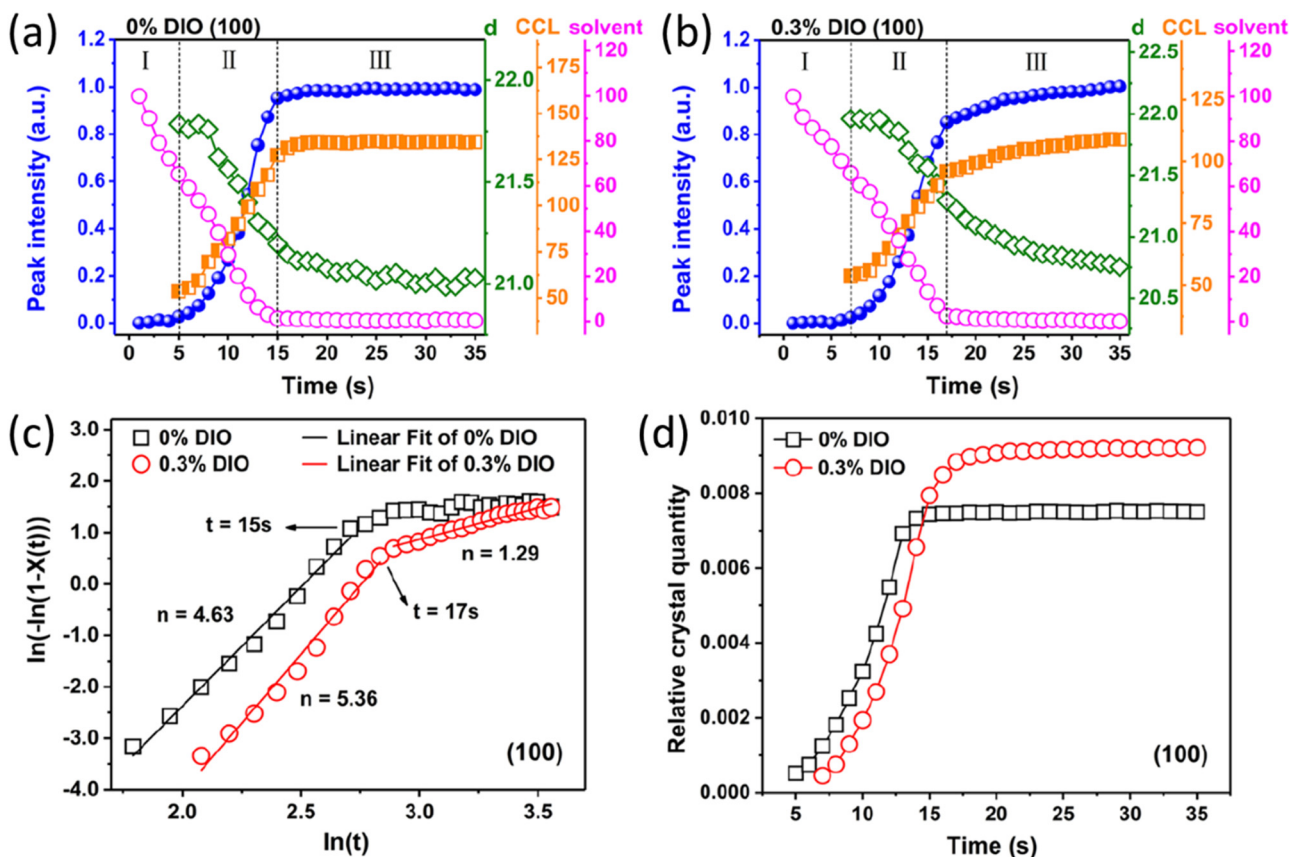 (a)
0% DIO (100)
d CCL solvent
I II III
Peak intensity (a.u.)
1.2
1.0
0.8
0.6
0.4
0.2
0.0
22.0
21.5
21.0
175
150
125
100
75
50
120
100
80
60
40
20
0
0 5 10 15 20 25 30 35
Time (s)
(b)
0.3% DIO (100)
d CCL solvent
I II III
Peak intensity (a.u.)
1.2
1.0
0.8
0.6
0.4
0.2
0.0
22.5
22.0
21.5
21.0
20.5
125
100
75
50
120
100
80
60
40
20
0
0 5 10 15 20 25 30 35
Time (s)
(c)
0% DIO
0.3% DIO
Linear Fit of 0% DIO
Linear Fit of 0.3% DIO
ln(-ln(1-X(t)))
3.0
2.0
1.0
0.0
-1.0
-2.0
-3.0
-4.0
t = 15s
n = 1.29
t = 17s
n = 4.63
n = 5.36
(100)
2.0 2.5 3.0 3.5
ln(t)
(d)
0% DIO
0.3% DIO
Relative crystal quantity
0.010
0.008
0.006
0.004
0.002
0.000
(100)
5 10 15 20 25 30 35
Time (s)